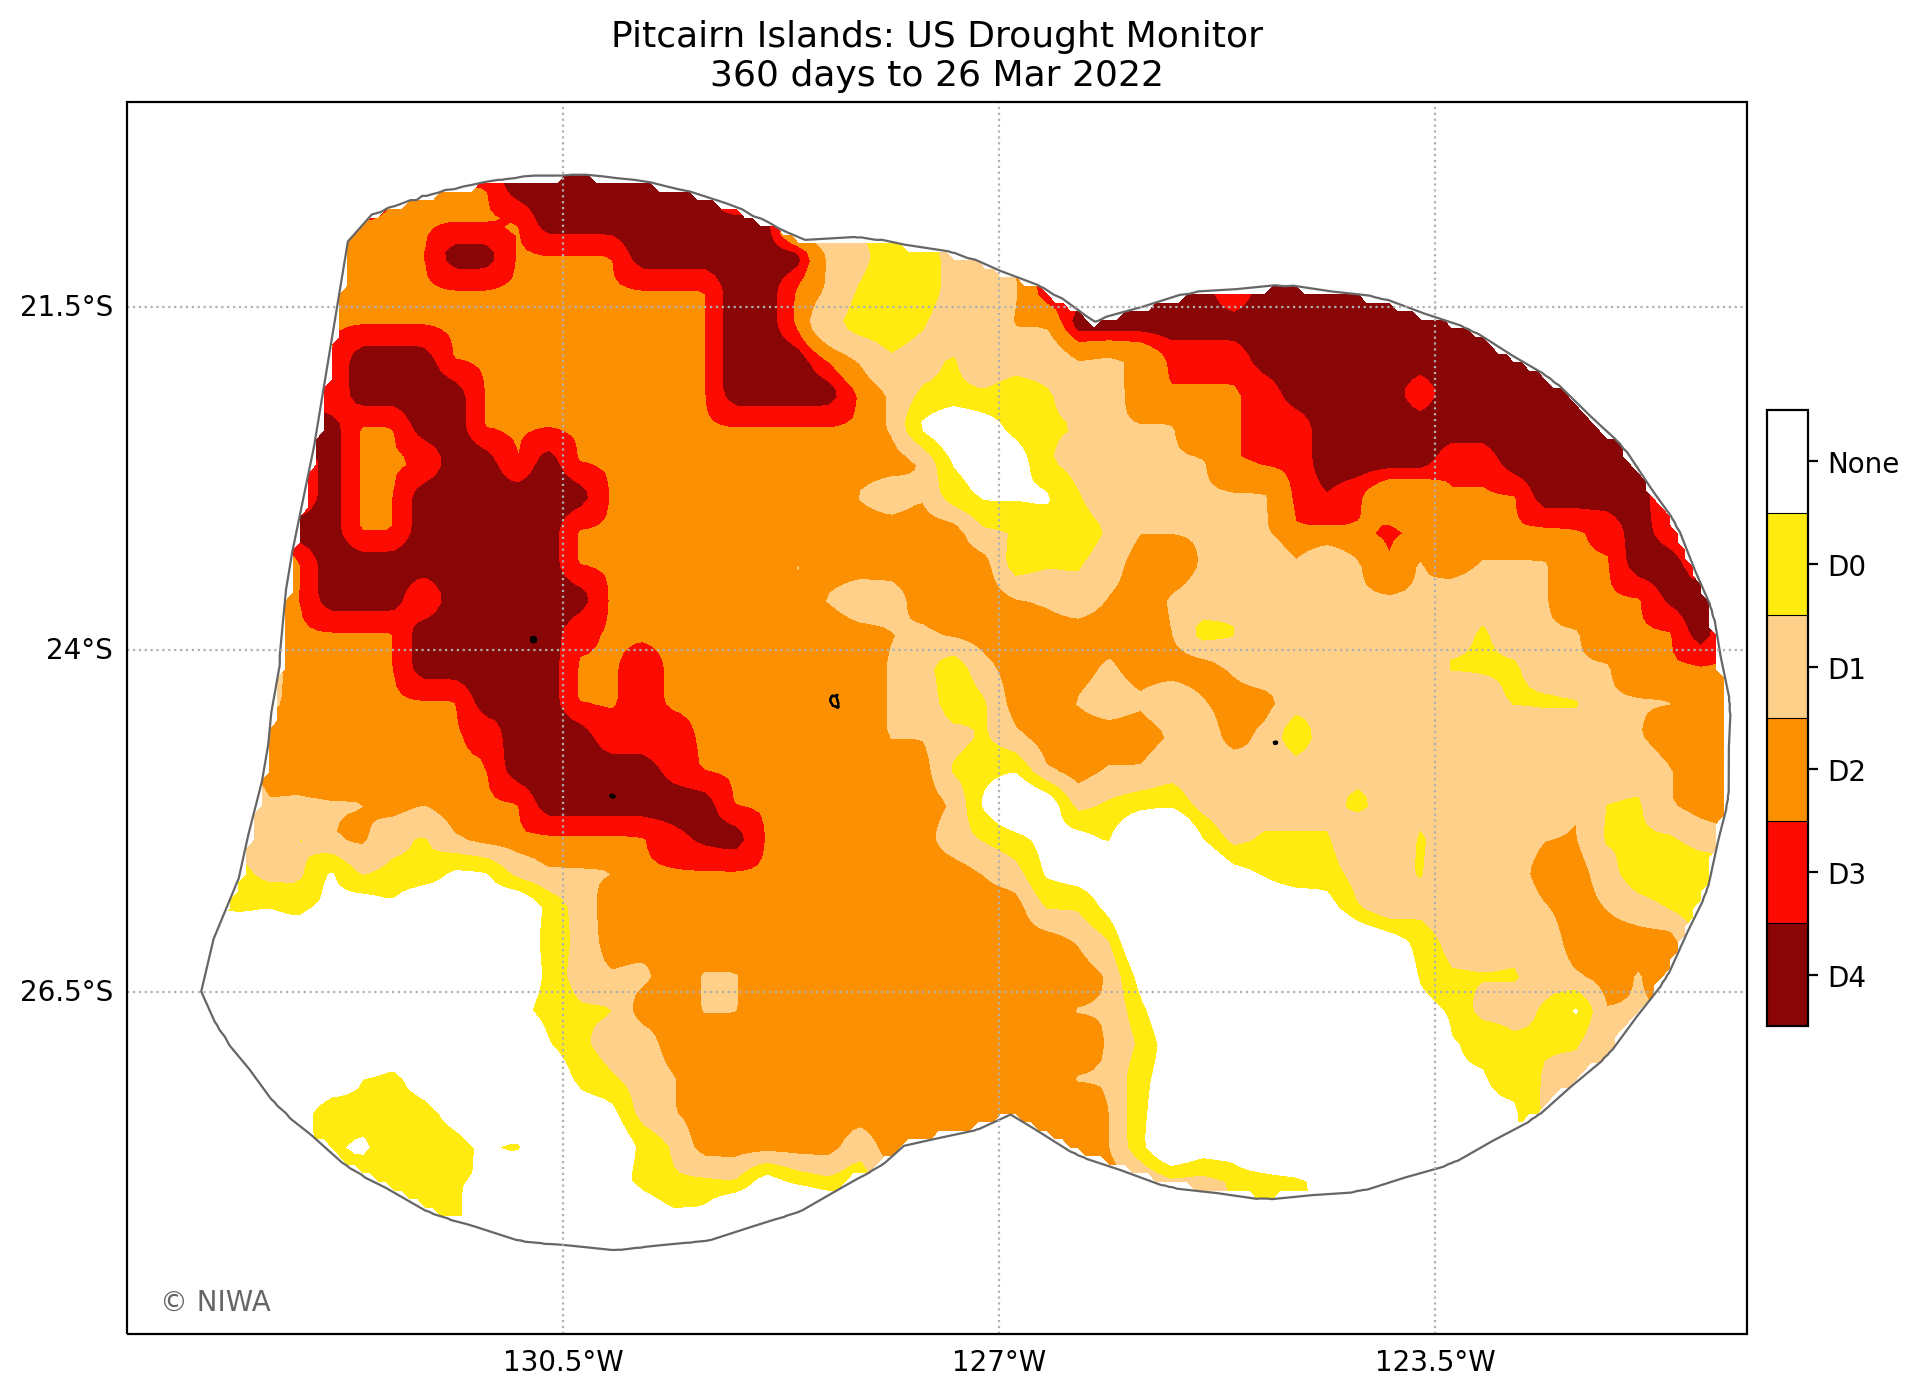 Pitcairn Islands: US Drought Monitor
360 days to 26 Mar 2022
21.5°S
24°S
26.5°S
130.5°W
127°W
123.5°W
None
D0
D1
D2
D3
D4
© NIWA